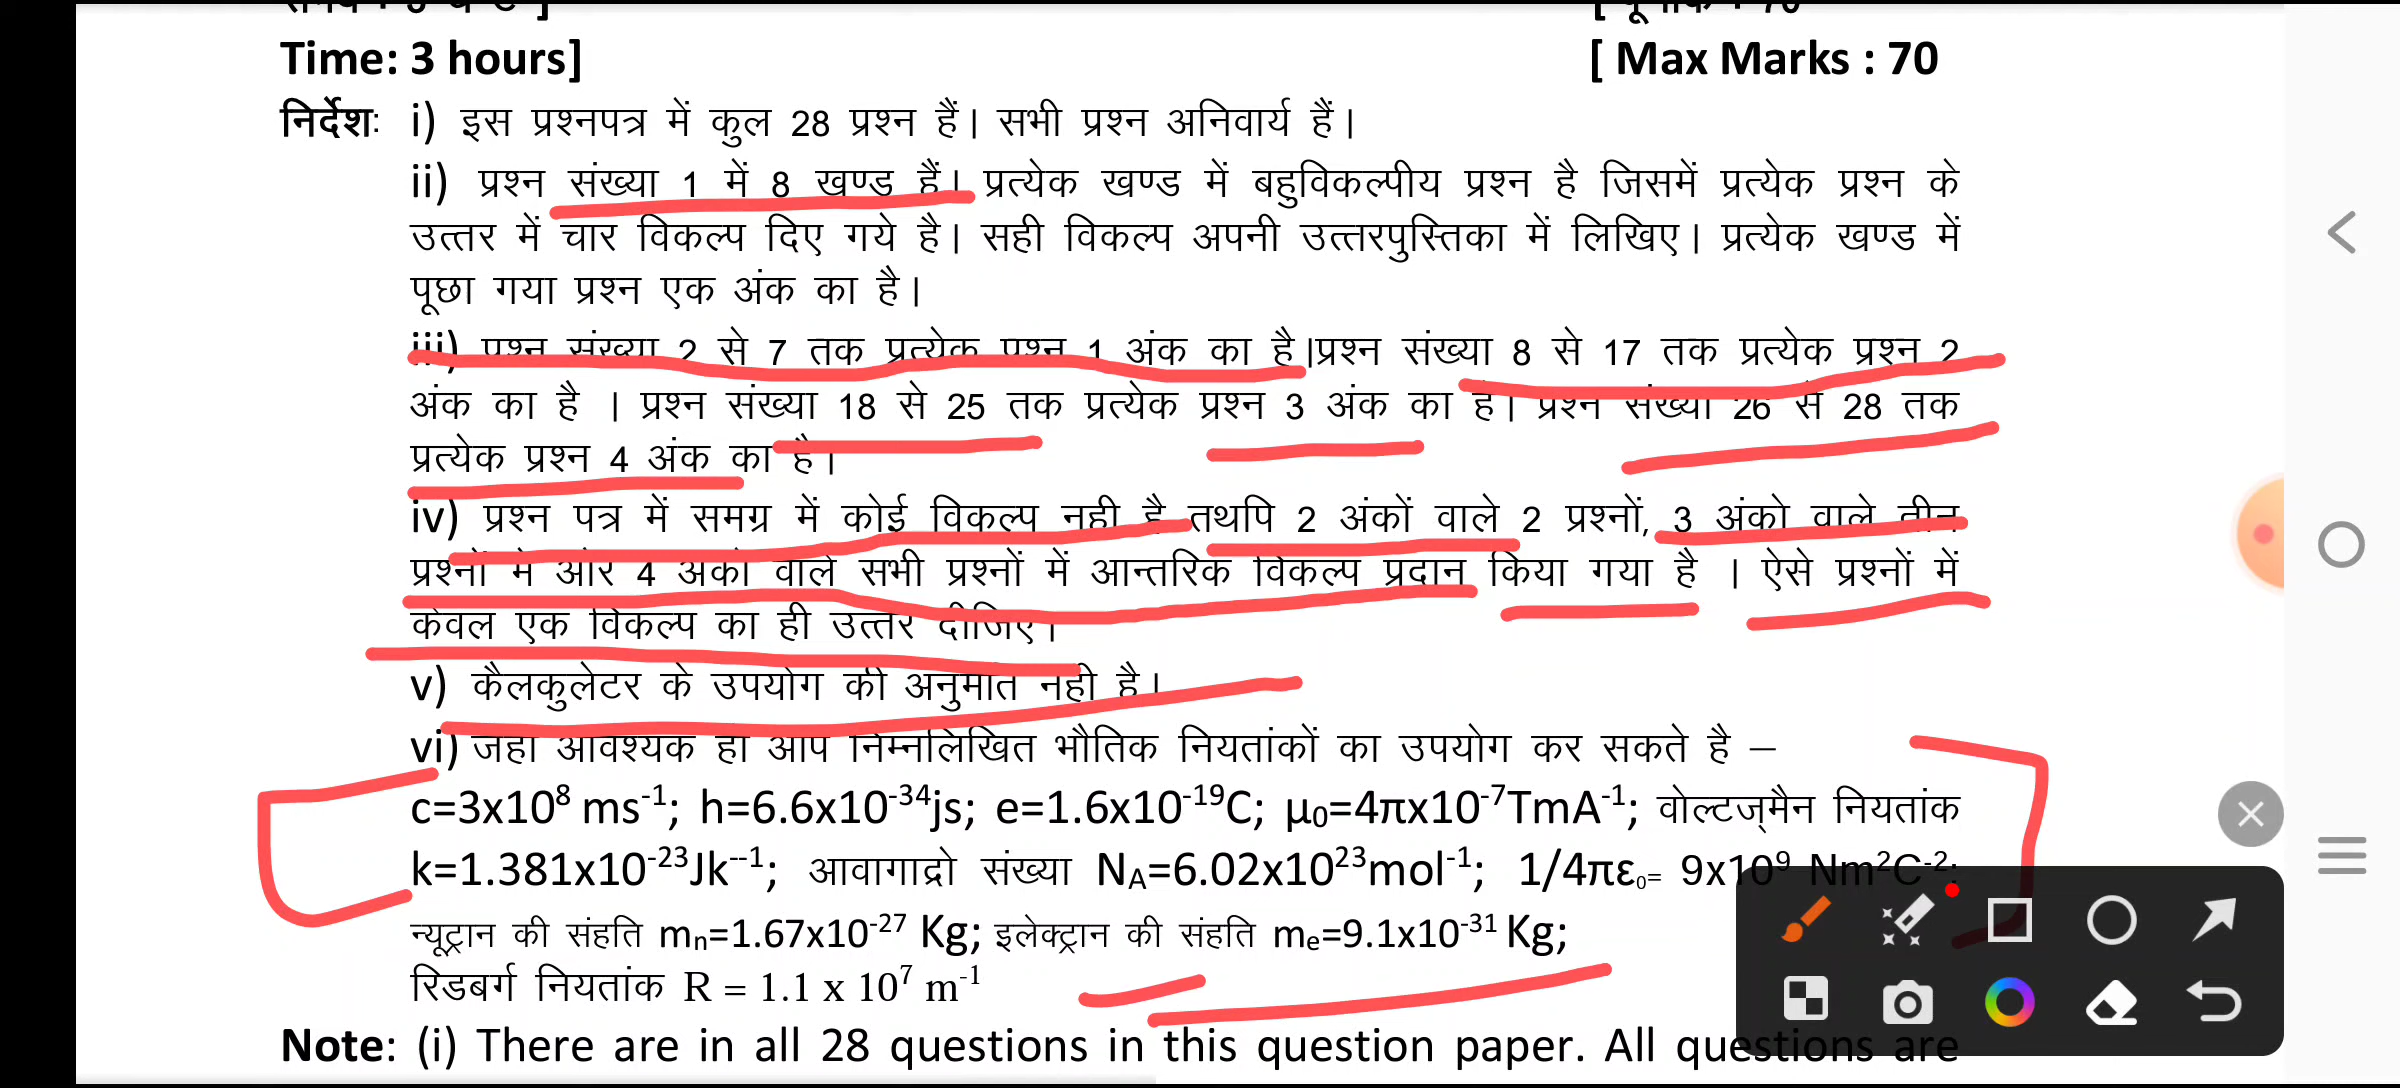 Time: 3 hours] [ Max Marks : 70
निर्देशः i) इस प्रश्नपत्र में कुल 28 प्रश्न हैं। सभी प्रश्न अनिवार्य हैं।
ii) प्रश्न संख्या 1 में 8 खण्ड हैं। प्रत्येक खण्ड में बहुविकल्पीय प्रश्न है जिसमें प्रत्येक प्रश्न के
उत्तर में चार विकल्प दिए गये है। सही विकल्प अपनी उत्तरपुस्तिका में लिखिए। प्रत्येक खण्ड में
पूछा गया प्रश्न एक अंक का है।
iii) प्रश्न संख्या 2 से 7 तक प्रत्येक प्रश्न 1 अंक का है।प्रश्न संख्या 8 से 17 तक प्रत्येक प्रश्न 2
अंक का है । प्रश्न संख्या 18 से 25 तक प्रत्येक प्रश्न 3 अंक का है। प्रश्न संख्या 26 से 28 तक
प्रत्येक प्रश्न 4 अंक का है।
iv) प्रश्न पत्र में समग्र में कोई विकल्प नही है तथपि 2 अंकों वाले 2 प्रश्नों, 3 अंको वाले तीन
प्रश्नों में और 4 अंको वाले सभी प्रश्नों में आन्तरिक विकल्प प्रदान किया गया है । ऐसे प्रश्नों में
केवल एक विकल्प का ही उत्तर दीजिए।
v) कैलकुलेटर के उपयोग की अनुमति नही है।
vi) जहां आवश्यक हो आप निम्नलिखित भौतिक नियतांकों का उपयोग कर सकते है –
c=3x10⁸ ms⁻¹; h=6.6x10⁻³⁴js; e=1.6x10⁻¹⁹C; µ₀=4πx10⁻⁷TmA⁻¹; वोल्टज्मैन नियतांक
k=1.381x10⁻²³Jk⁻⁻¹; आवागाद्रो संख्या N_A=6.02x10²³mol⁻¹; 1/4πε₀= 9x10⁹ Nm²C⁻²;
न्यूट्रान की संहति mₙ=1.67x10⁻²⁷ Kg; इलेक्ट्रान की संहति mₑ=9.1x10⁻³¹ Kg;
रिडबर्ग नियतांक R = 1.1 x 10⁷ m⁻¹
Note: (i) There are in all 28 questions in this question paper. All questions are